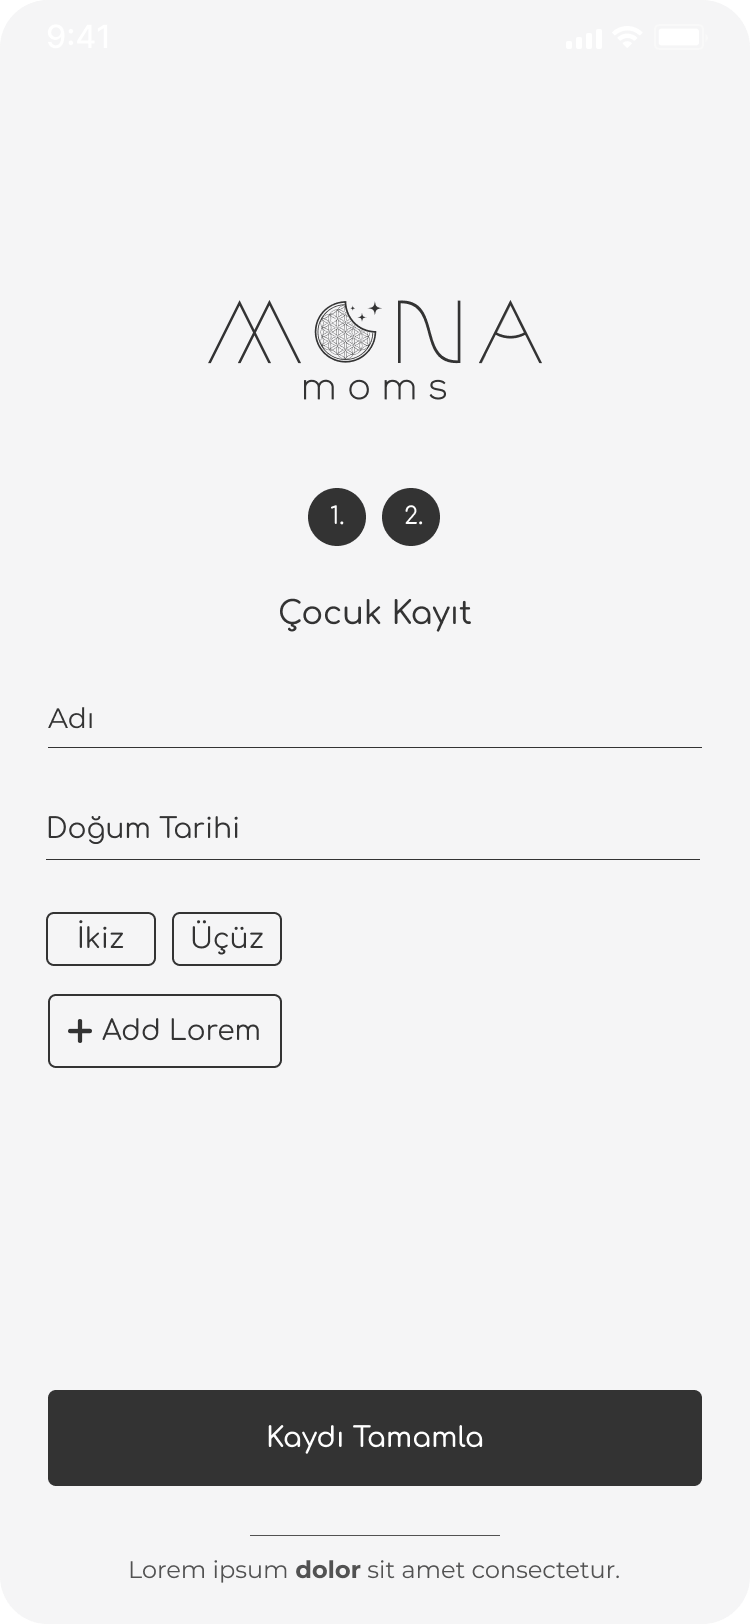 9:41
MONA
moms
1. 2.
Çocuk Kayıt
Adı
Doğum Tarihi
İkiz Üçüz
+ Add Lorem
Kaydı Tamamla
Lorem ipsum dolor sit amet consectetur.